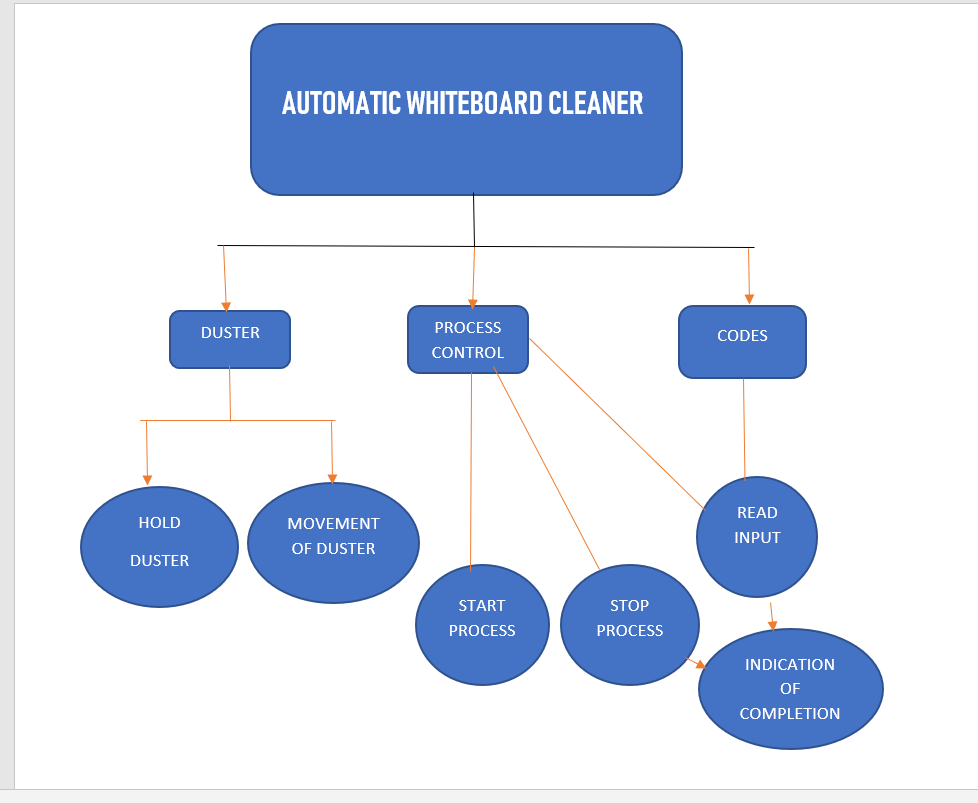 AUTOMATIC WHITEBOARD CLEANER
DUSTER
PROCESS
CONTROL
CODES
HOLD
DUSTER
MOVEMENT
OF DUSTER
READ
INPUT
START
PROCESS
STOP
PROCESS
INDICATION
OF
COMPLETION